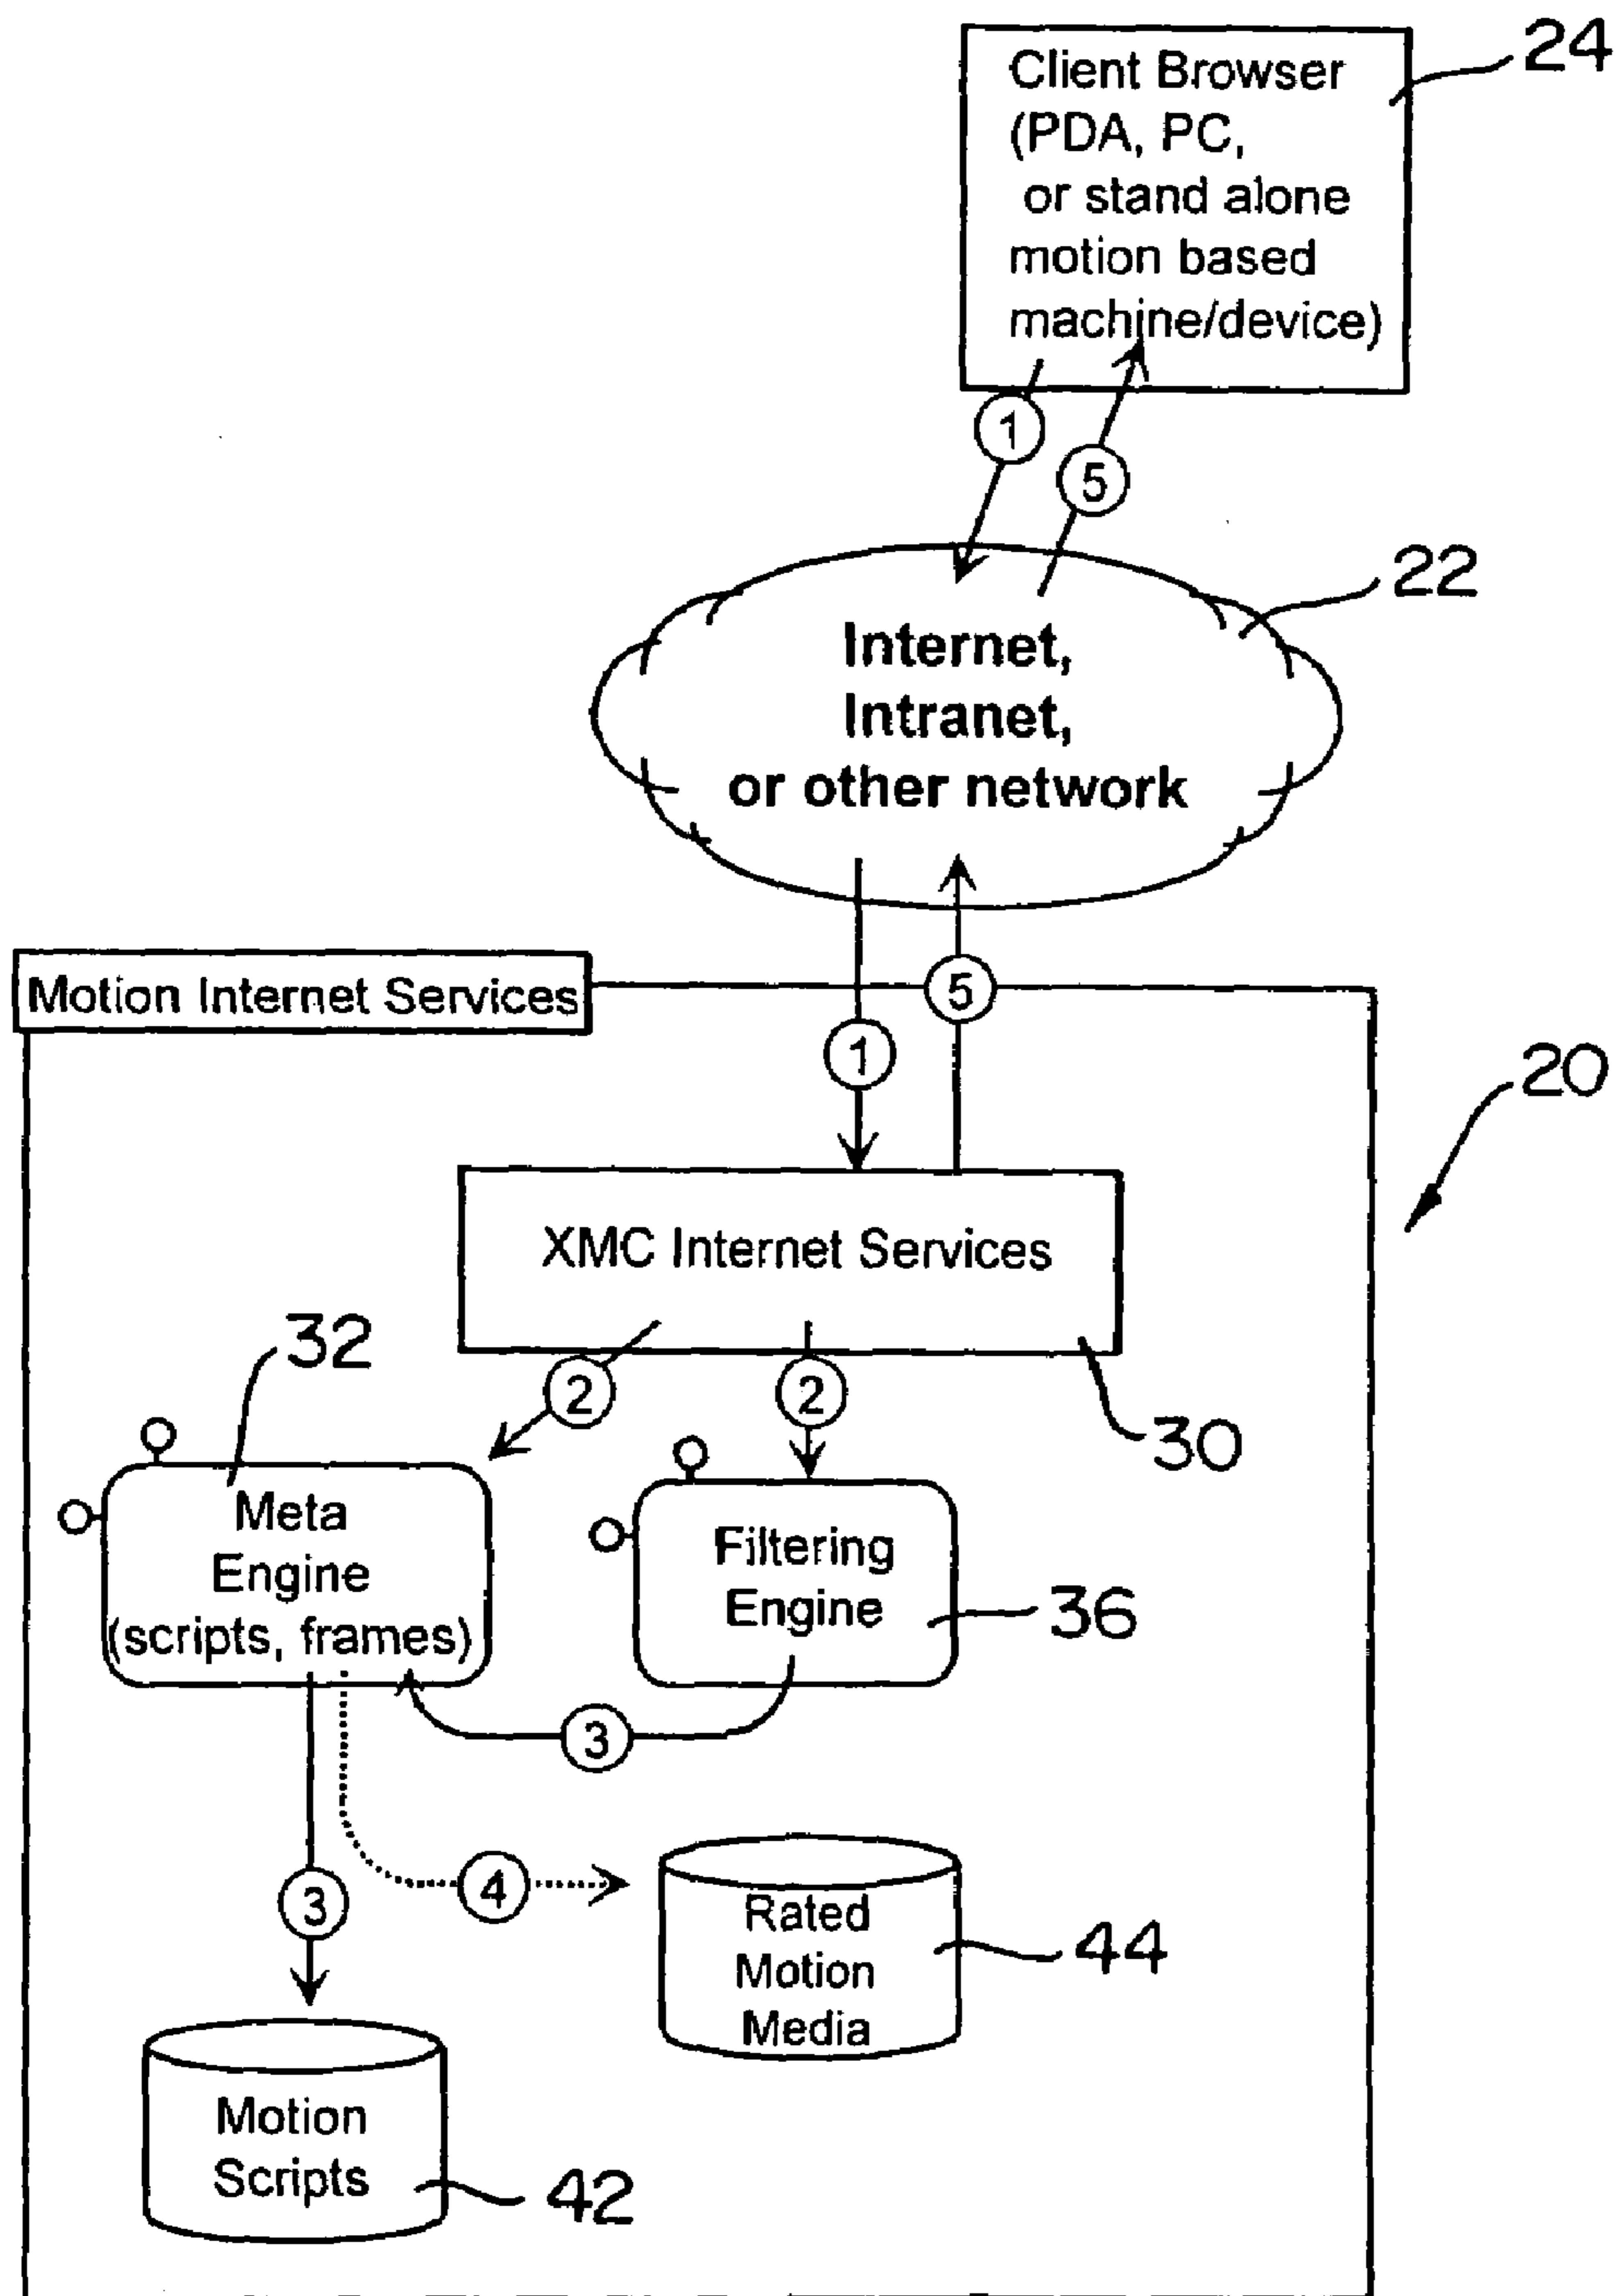 Client Browser
24
(PDA, PC,
or stand alone
motion based
machine/device)
1
5
22
Internet,
Intranet,
or other network
Motion Internet Services
5
1
20
XMC Internet Services
32
2
2
30
Meta
Engine
(scripts, frames)
Filtering
Engine
36
3
4
3
Rated
Motion
Media
44
Motion
Scripts
42